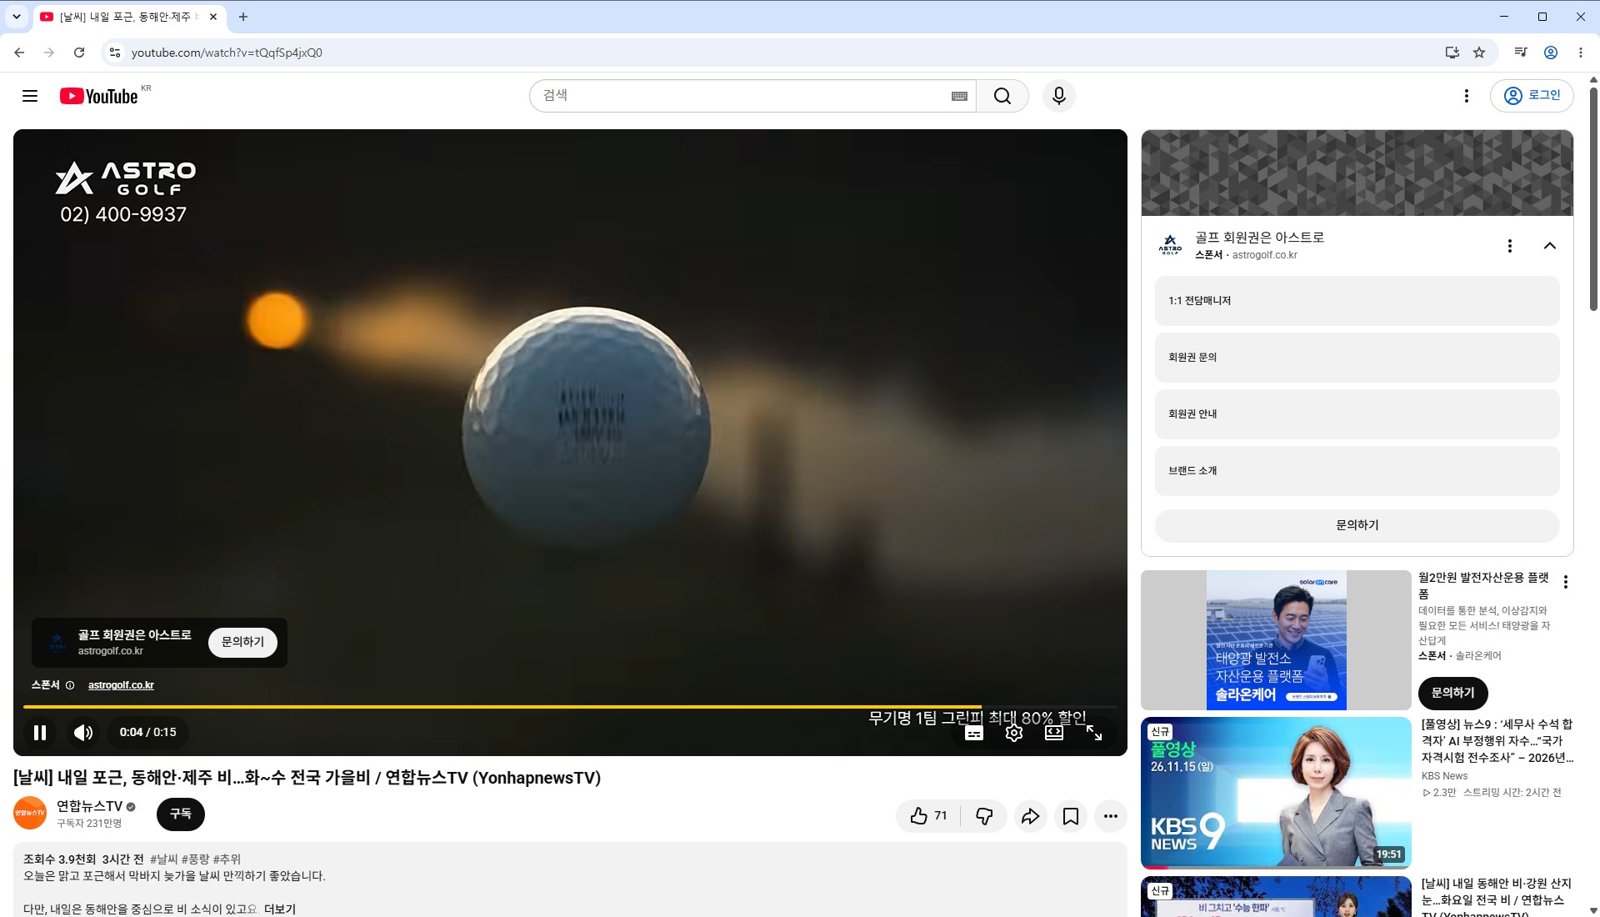 [날씨] 내일 포근, 동해안·제주
youtube.com/watch?v=tQqfSp4jxQ0
YouTube KR
검색
로그인
ASTRO
GOLF
02) 400-9937
골프 회원권은 아스트로
astrogolf.co.kr
문의하기
스폰서
astrogolf.co.kr
무기명 1팀 그린피 최대 80% 할인
0:04 / 0:15
[날씨] 내일 포근, 동해안·제주 비...화~수 전국 가을비 / 연합뉴스TV (YonhapnewsTV)
연합뉴스TV
연합뉴스TV
구독자 231만명
구독
71
조회수 3.9천회 3시간 전 #날씨 #풍랑 #추위
오늘은 맑고 포근해서 막바지 늦가을 날씨 만끽하기 좋았습니다.
다만, 내일은 동해안을 중심으로 비 소식이 있고요. 더보기
ASTRO
GOLF
골프 회원권은 아스트로
스폰서 · astrogolf.co.kr
1:1 전담매니저
회원권 문의
회원권 안내
브랜드 소개
문의하기
태양광 발전소
자산운용 플랫폼
솔라온케어
월2만원 발전자산운용 플랫
폼
데이터를 통한 분석, 이상감지와
필요한 모든 서비스! 태양광을 자
산답게
스폰서 · 솔라온케어
문의하기
신규
풀영상
26.11.15 (일)
KBS
NEWS 9
19:51
[풀영상] 뉴스9 : ‘세무사 수석 합
격자’ AI 부정행위 자수…“국가
자격시험 전수조사” – 2026년...
KBS News
2.3만 스트리밍 시간: 2시간 전
신규
비 그치고 '수능 한파'
[날씨] 내일 동해안 비·강원 산지
눈…화요일 전국 비 / 연합뉴스
TV (YonhapnewsTV)